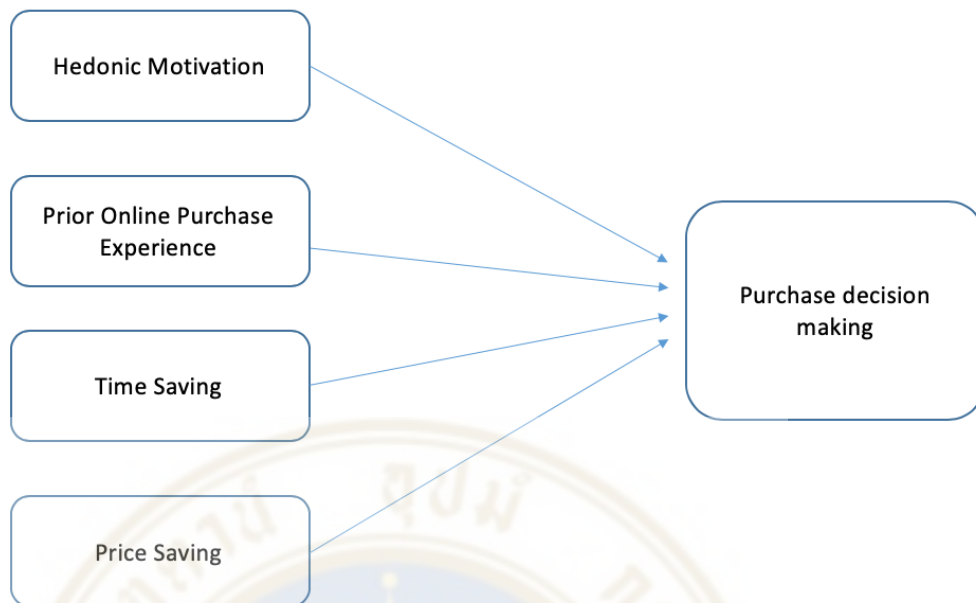 Hedonic Motivation
Prior Online Purchase
Experience
Time Saving
Price Saving
Purchase decision
making